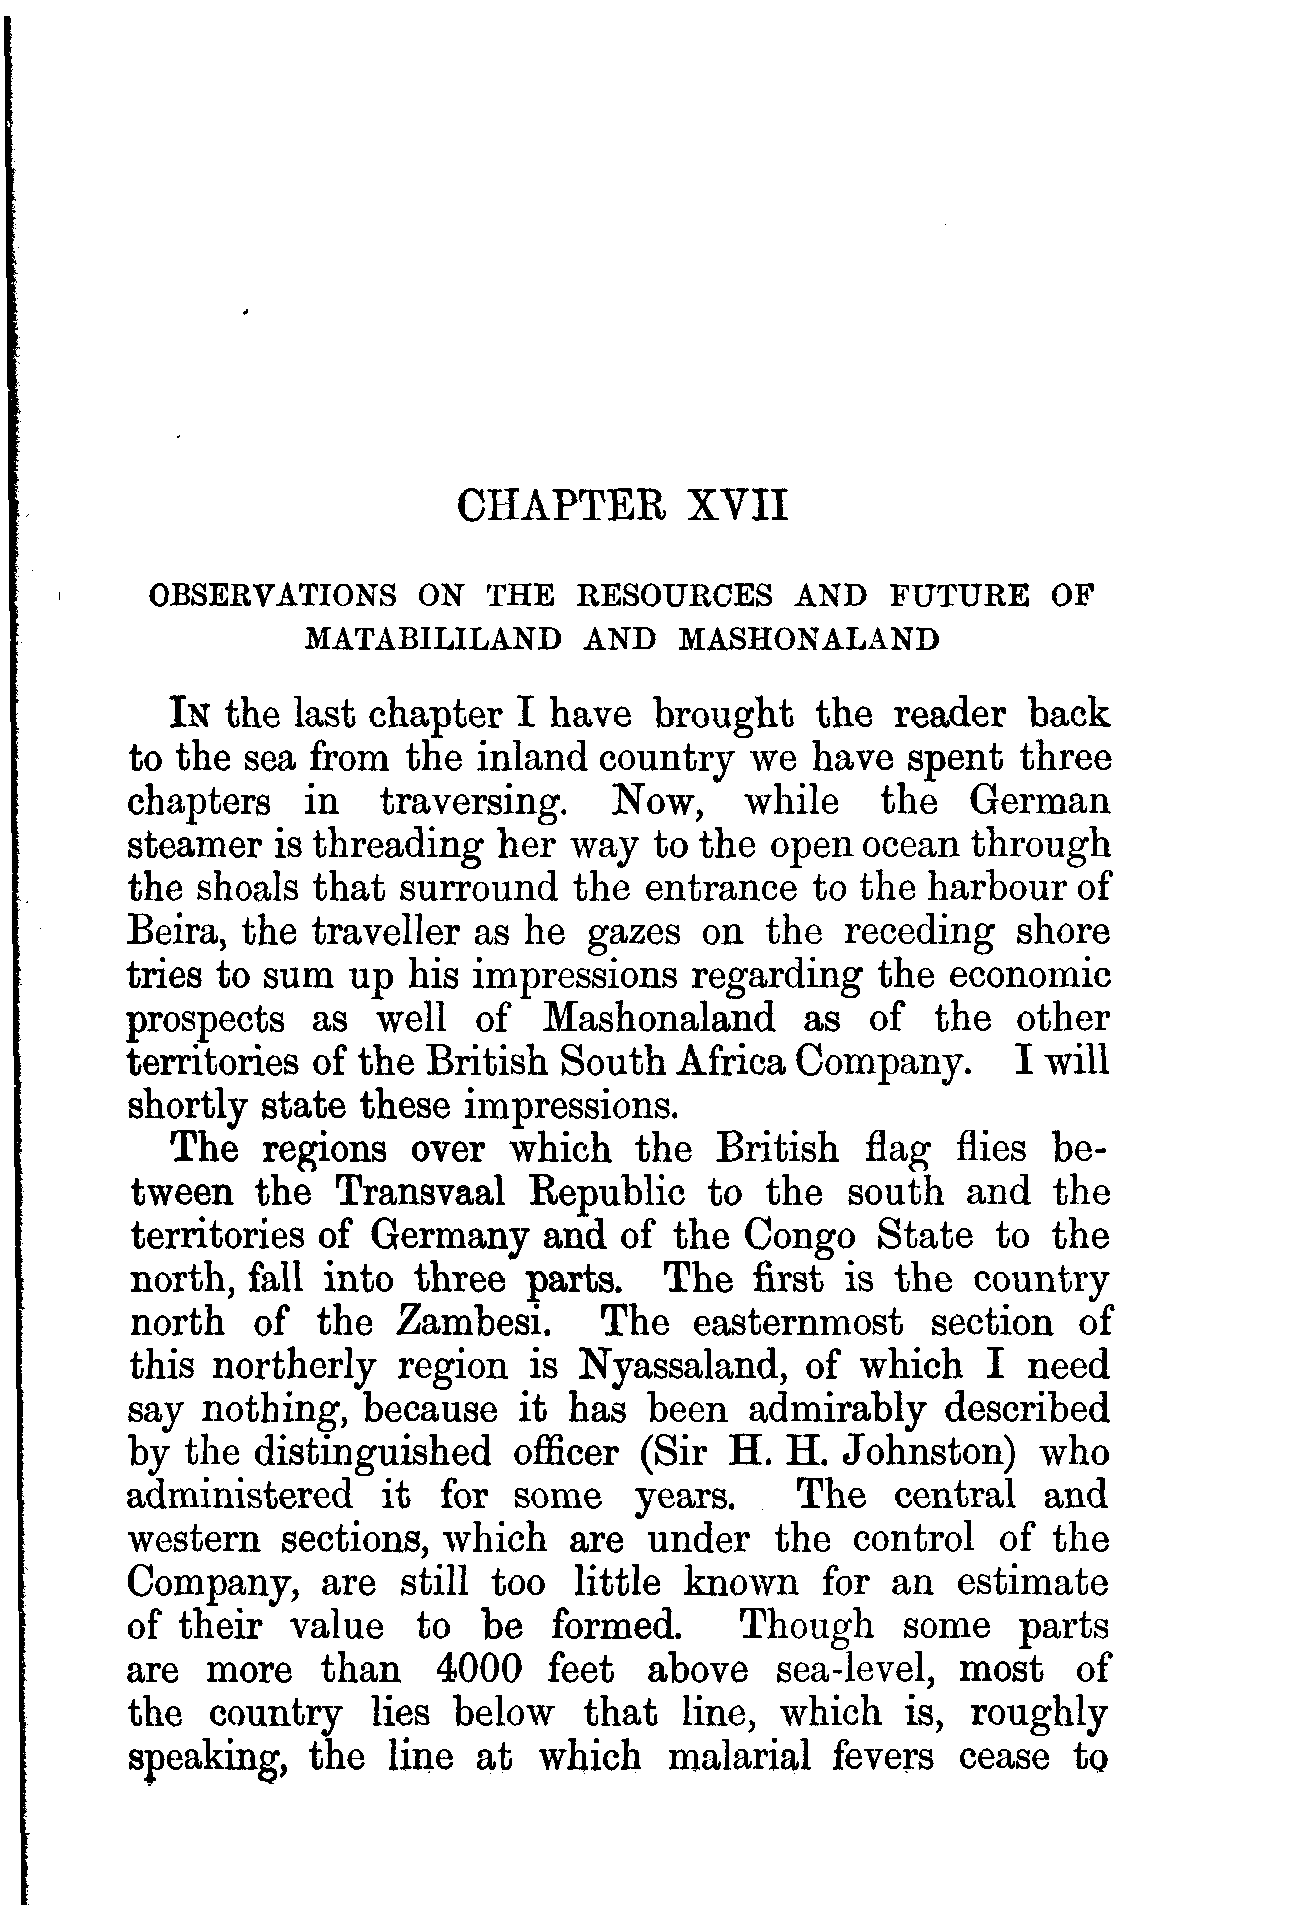 CHAPTER XVII
OBSERVATIONS ON THE RESOURCES AND FUTURE OF
MATABILILAND AND MASHONALAND
In the last chapter I have brought the reader back
to the sea from the inland country we have spent three
chapters in traversing. Now, while the German
steamer is threading her way to the open ocean through
the shoals that surround the entrance to the harbour of
Beira, the traveller as he gazes on the receding shore
tries to sum up his impressions regarding the economic
prospects as well of Mashonaland as of the other
territories of the British South Africa Company. I will
shortly state these impressions.
The regions over which the British flag flies be-
tween the Transvaal Republic to the south and the
territories of Germany and of the Congo State to the
north, fall into three parts. The first is the country
north of the Zambesi. The easternmost section of
this northerly region is Nyassaland, of which I need
say nothing, because it has been admirably described
by the distinguished officer (Sir H. H. Johnston) who
administered it for some years. The central and
western sections, which are under the control of the
Company, are still too little known for an estimate
of their value to be formed. Though some parts
are more than 4000 feet above sea-level, most of
the country lies below that line, which is, roughly
speaking, the line at which malarial fevers cease to